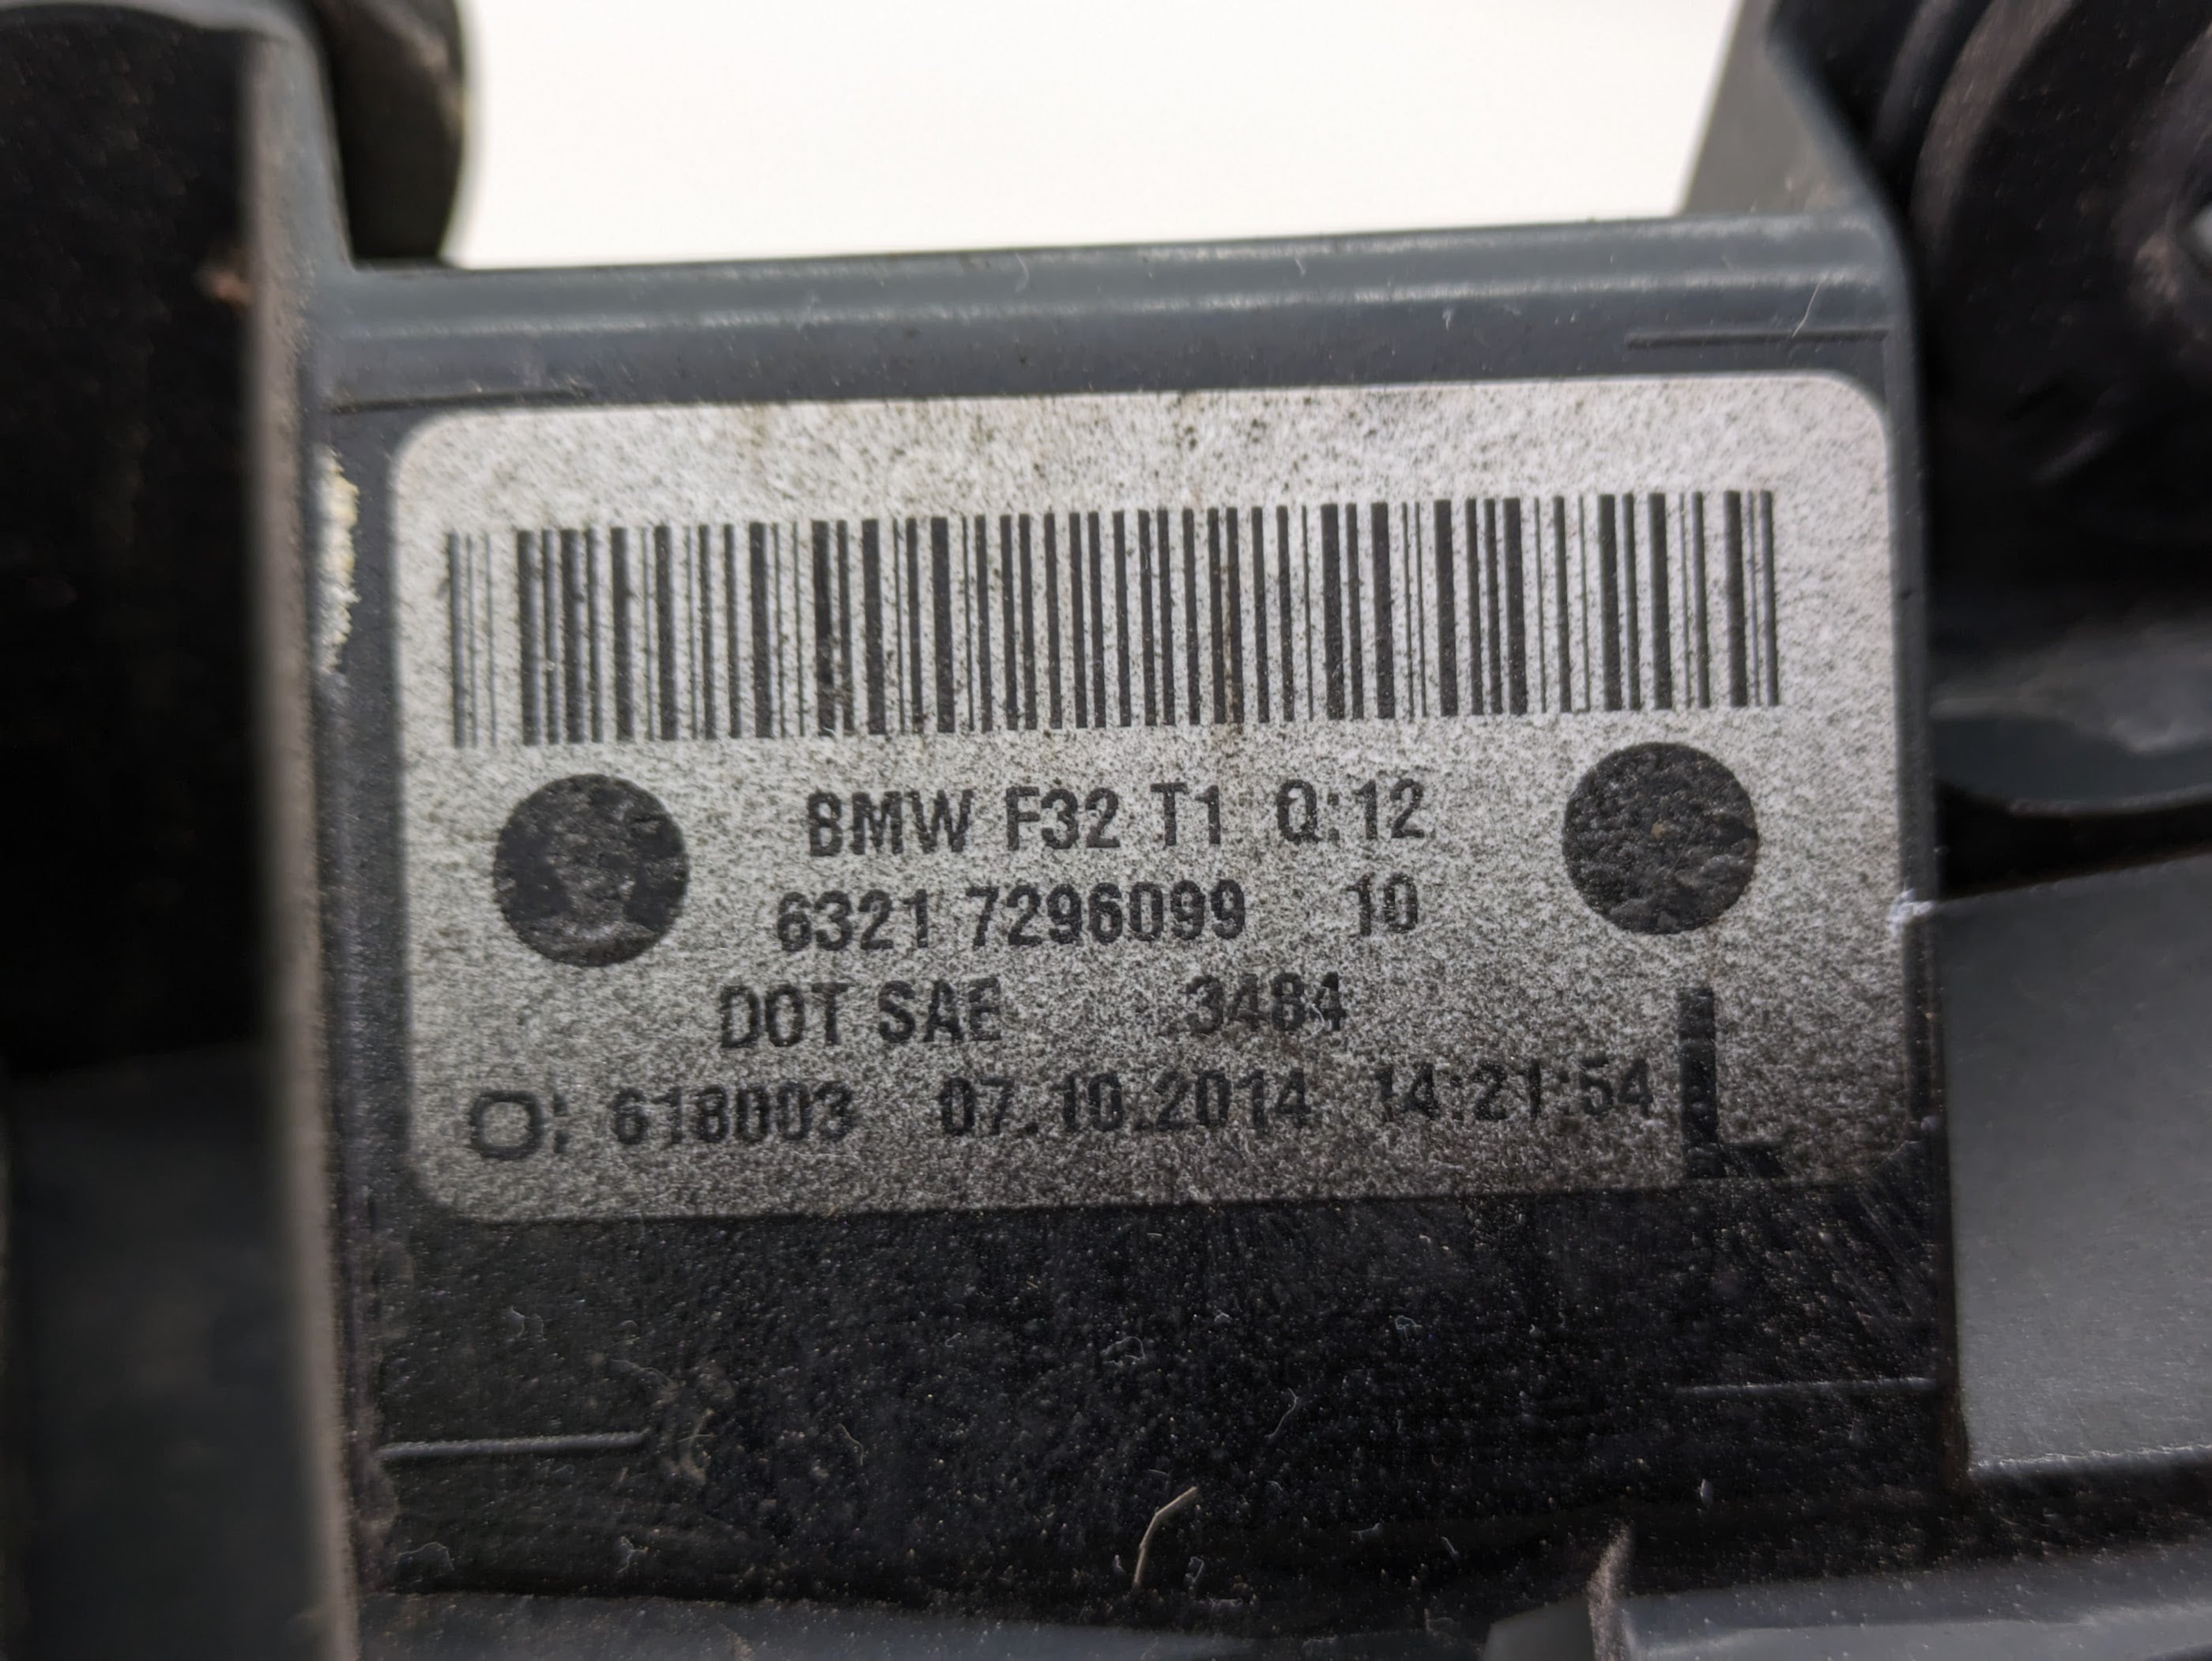 BMW F32 T1 Q:12
6321 7296099 10
DOT SAE 3484
O: 618003 07.10.2014 14:21:54
L